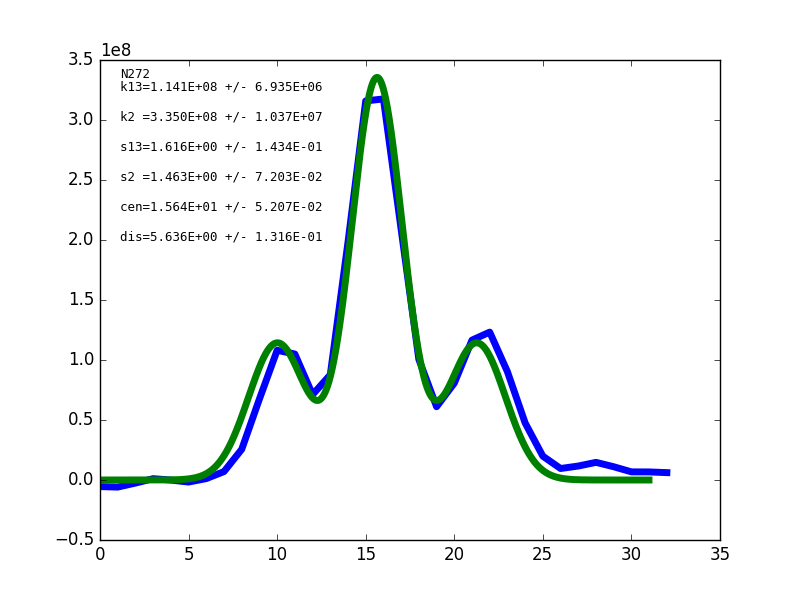 1e8
3.5
3.0
2.5
2.0
1.5
1.0
0.5
0.0
−0.5
N272
k13=1.141E+08 +/- 6.935E+06
k2 =3.350E+08 +/- 1.037E+07
s13=1.616E+00 +/- 1.434E-01
s2 =1.463E+00 +/- 7.203E-02
cen=1.564E+01 +/- 5.207E-02
dis=5.636E+00 +/- 1.316E-01
0 5 10 15 20 25 30 35